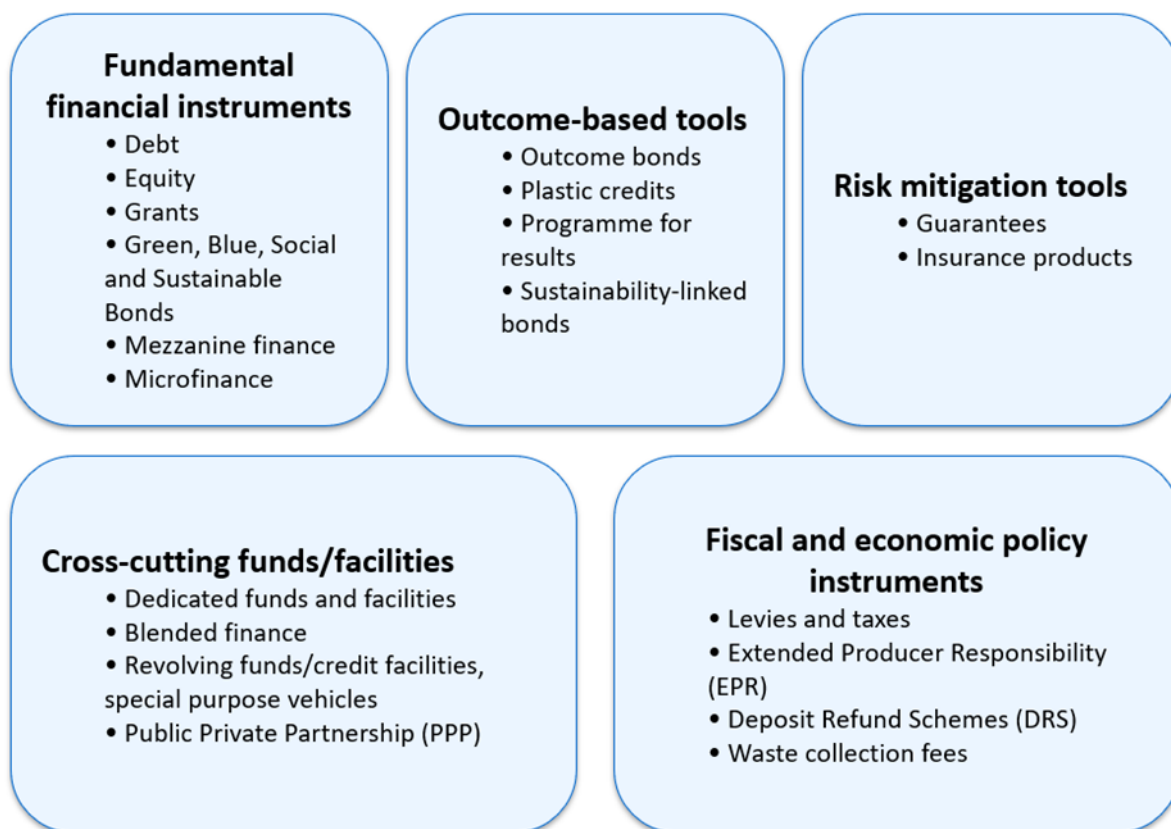 Fundamental
financial instruments
• Debt
• Equity
• Grants
• Green, Blue, Social
and Sustainable
Bonds
• Mezzanine finance
• Microfinance
Outcome-based tools
• Outcome bonds
• Plastic credits
• Programme for
results
• Sustainability-linked
bonds
Risk mitigation tools
• Guarantees
• Insurance products
Cross-cutting funds/facilities
• Dedicated funds and facilities
• Blended finance
• Revolving funds/credit facilities,
special purpose vehicles
• Public Private Partnership (PPP)
Fiscal and economic policy
instruments
• Levies and taxes
• Extended Producer Responsibility
(EPR)
• Deposit Refund Schemes (DRS)
• Waste collection fees